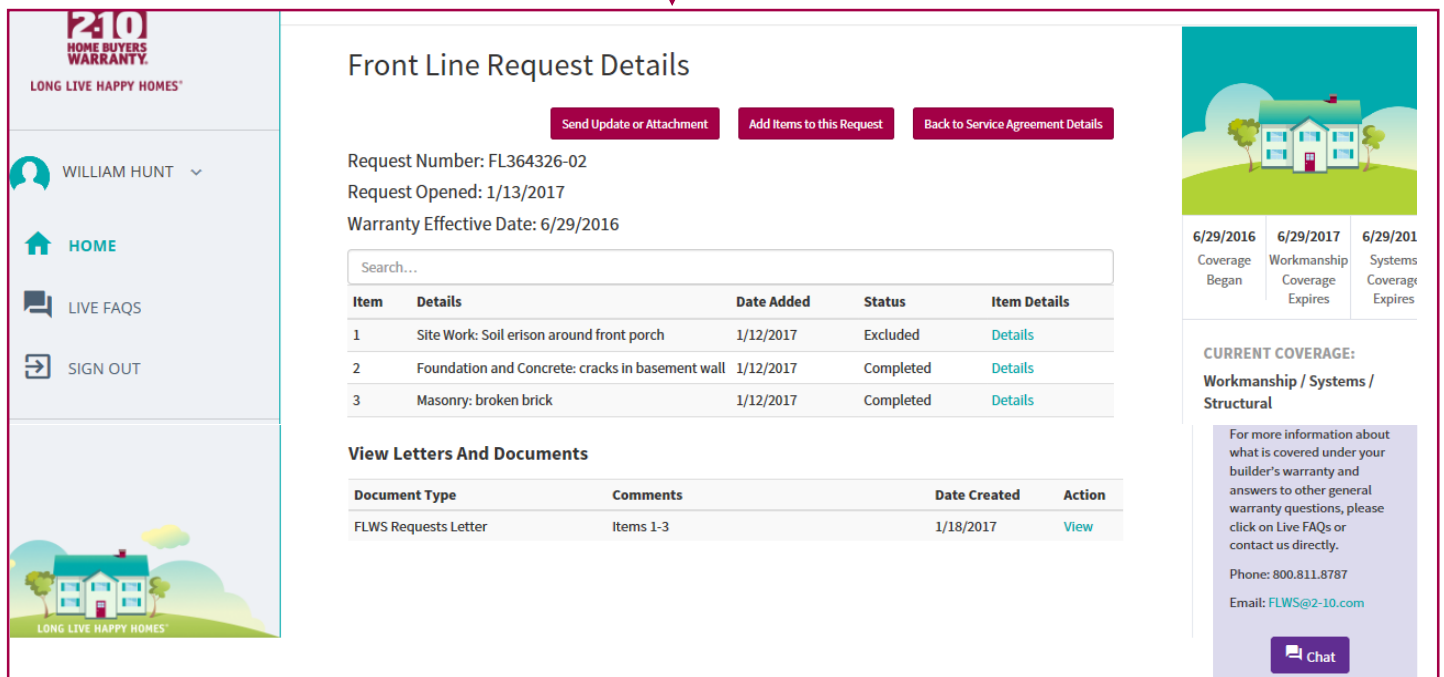 2-10
HOME BUYERS
WARRANTY.
LONG LIVE HAPPY HOMES®
WILLIAM HUNT
HOME
LIVE FAQS
SIGN OUT
LONG LIVE HAPPY HOMES®
Front Line Request Details
Send Update or Attachment Add Items to this Request Back to Service Agreement Details
Request Number: FL364326-02
Request Opened: 1/13/2017
Warranty Effective Date: 6/29/2016
Search...
Item Details Date Added Status Item Details
1 Site Work: Soil erison around front porch 1/12/2017 Excluded Details
2 Foundation and Concrete: cracks in basement wall 1/12/2017 Completed Details
3 Masonry: broken brick 1/12/2017 Completed Details
View Letters And Documents
Document Type Comments Date Created Action
FLWS Requests Letter Items 1-3 1/18/2017 View
6/29/2016 6/29/2017 6/29/201
Coverage Workmanship Systems
Began Coverage Coverage
Expires Expires
CURRENT COVERAGE:
Workmanship / Systems /
Structural
For more information about
what is covered under your
builder's warranty and
answers to other general
warranty questions, please
click on Live FAQs or
contact us directly.
Phone: 800.811.8787
Email: FLWS@2-10.com
Chat